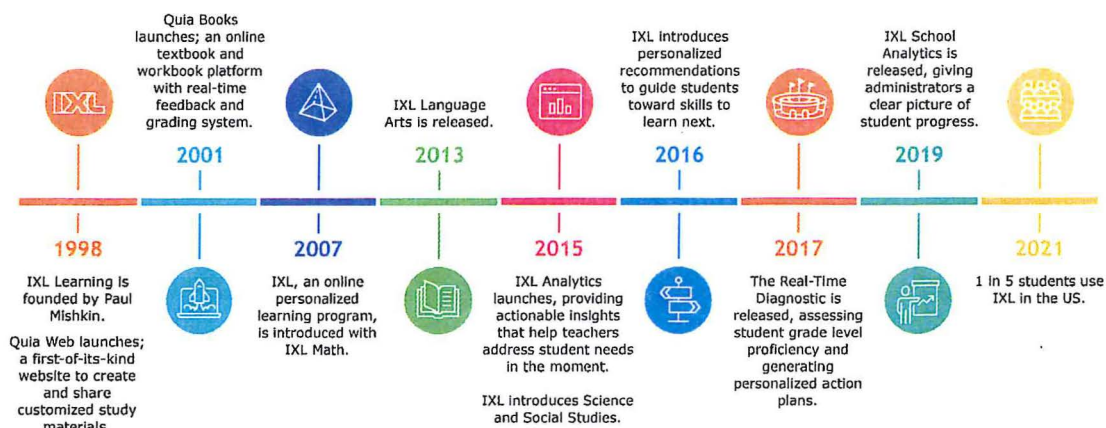 IXL
1998
IXL Learning is
founded by Paul
Mishkin.
Quia Web launches;
a first-of-its-kind
website to create
and share
customized study
materials
Quia Books
launches; an online
textbook and
workbook platform
with real-time
feedback and
grading system.
2001
2007
IXL, an online
personalized
learning program,
is introduced with
IXL Math.
IXL Language
Arts is released.
2013
2015
IXL Analytics
launches, providing
actionable insights
that help teachers
address student needs
in the moment.
IXL introduces Science
and Social Studies.
IXL introduces
personalized
recommendations
to guide students
toward skills to
learn next.
2016
2017
The Real-Time
Diagnostic is
released, assessing
student grade level
proficiency and
generating
personalized action
plans.
IXL School
Analytics is
released, giving
administrators a
clear picture of
student progress.
2019
2021
1 in 5 students use
IXL in the US.